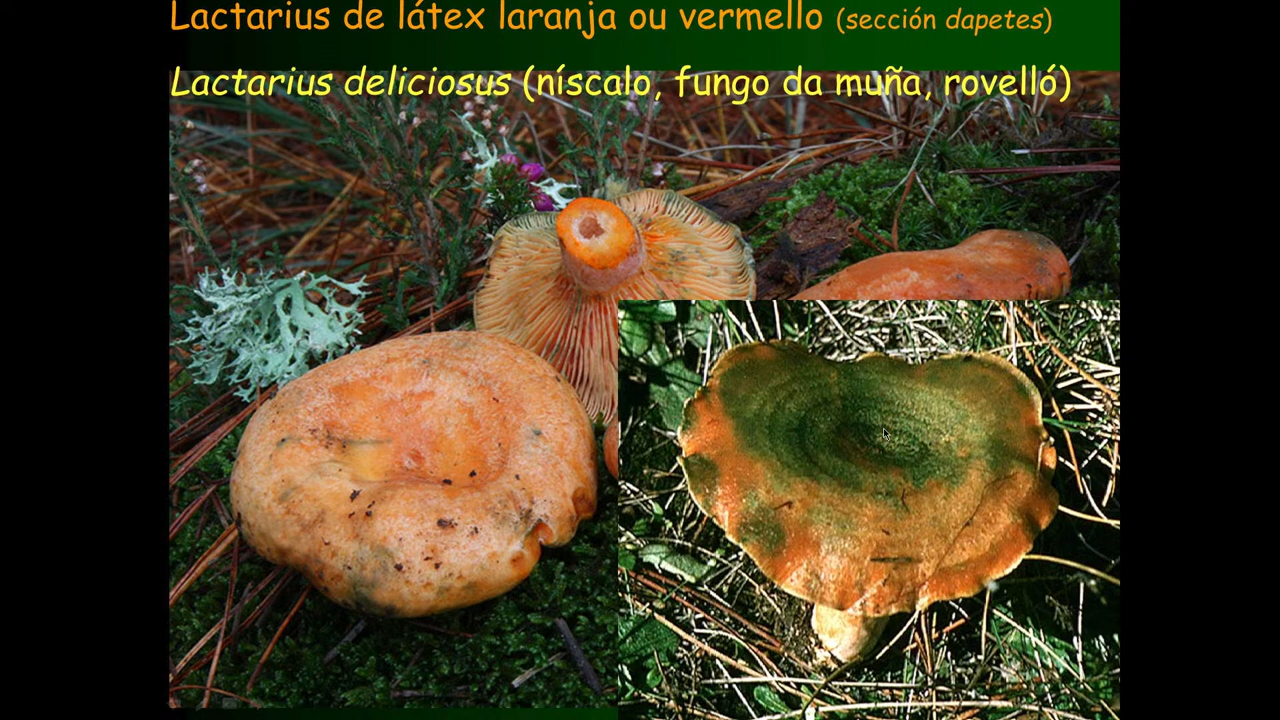 Lactarius de látex laranja ou vermello (sección dapetes)
Lactarius deliciosus (níscalo, fungo da muña, rovelló)